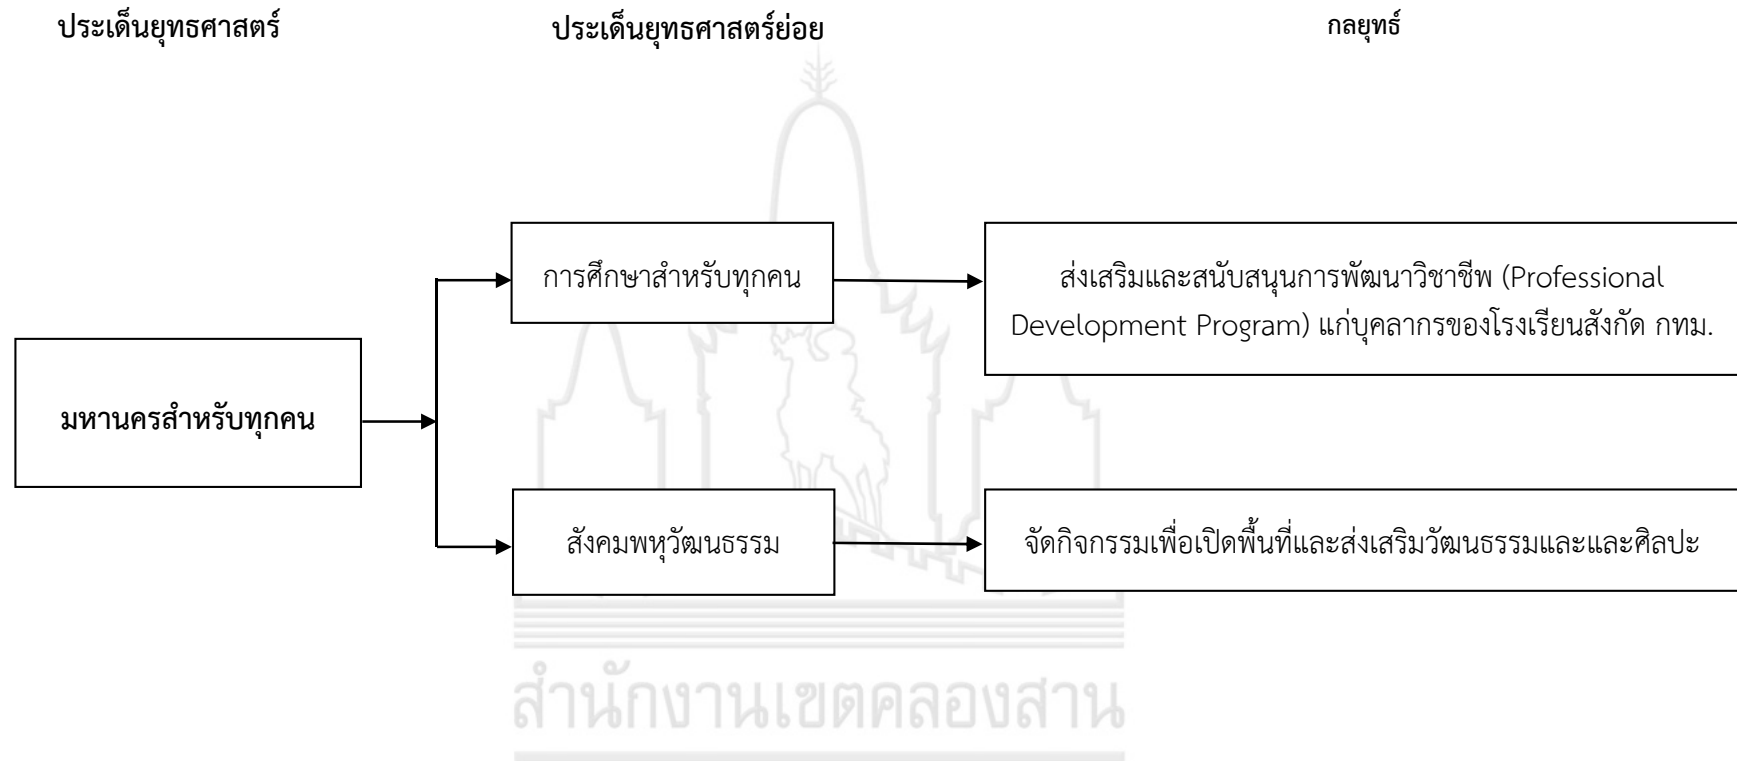 ประเด็นยุทธศาสตร์
ประเด็นยุทธศาสตร์ย่อย
กลยุทธ์
มหานครสำหรับทุกคน
การศึกษาสำหรับทุกคน
ส่งเสริมและสนับสนุนการพัฒนาวิชาชีพ (Professional
Development Program) แก่บุคลากรของโรงเรียนสังกัด กทม.
สังคมพหุวัฒนธรรม
จัดกิจกรรมเพื่อเปิดพื้นที่และส่งเสริมวัฒนธรรมและและศิลปะ
สำนักงานเขตคลองสาน